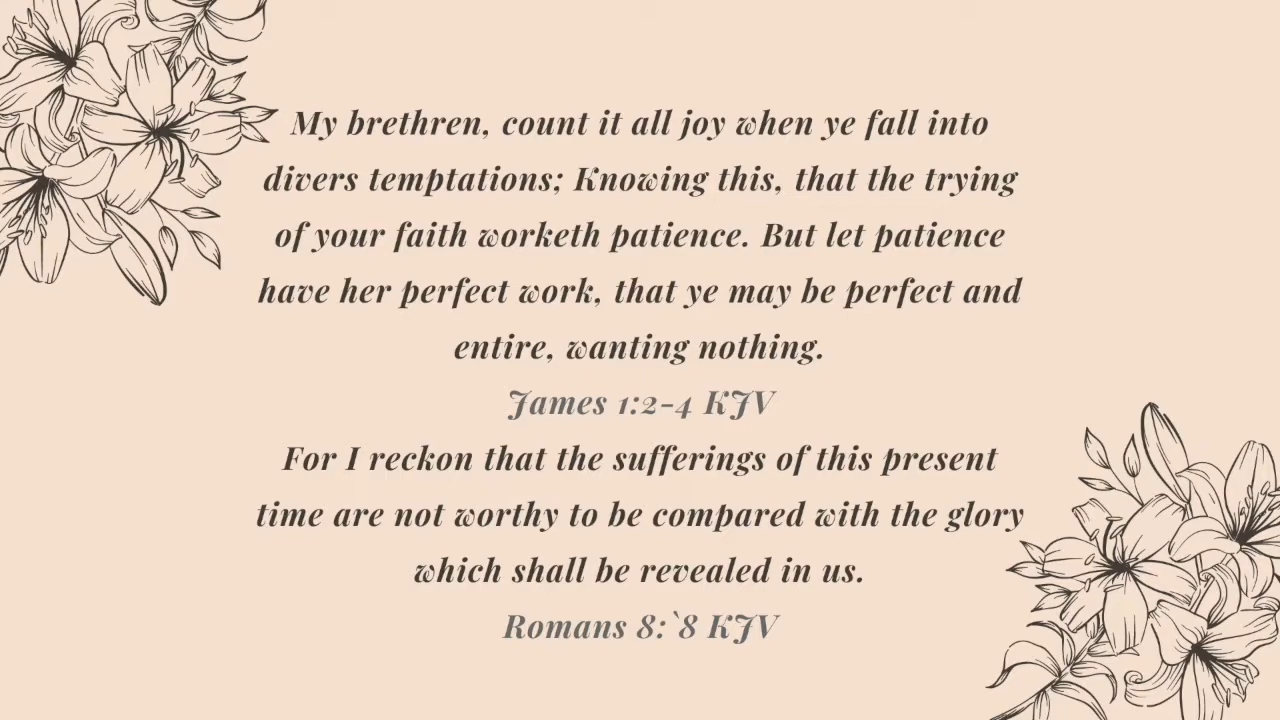 My brethren, count it all joy when ye fall into
divers temptations; Knowing this, that the trying
of your faith worketh patience. But let patience
have her perfect work, that ye may be perfect and
entire, wanting nothing.
James 1:2-4 KJV
For I reckon that the sufferings of this present
time are not worthy to be compared with the glory
which shall be revealed in us.
Romans 8:`8 KJV